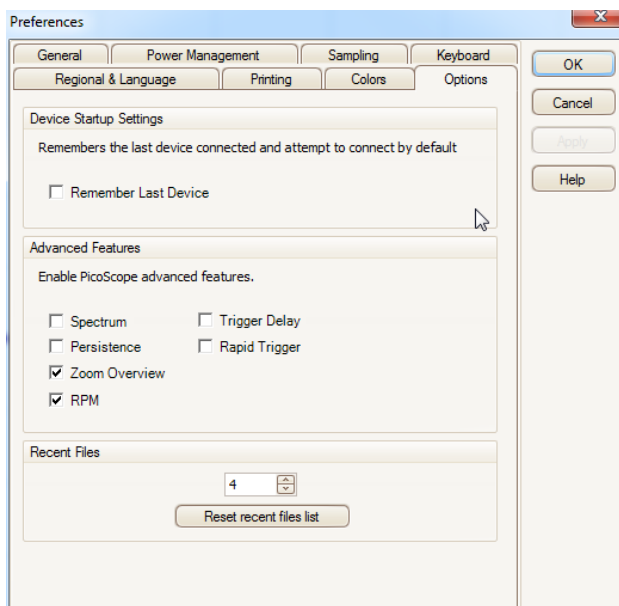 Preferences
General Power Management Sampling Keyboard
Regional & Language Printing Colors Options
OK
Cancel
Apply
Help
Device Startup Settings
Remembers the last device connected and attempt to connect by default
Remember Last Device
Advanced Features
Enable PicoScope advanced features.
Spectrum Trigger Delay
Persistence Rapid Trigger
Zoom Overview
RPM
Recent Files
4
Reset recent files list